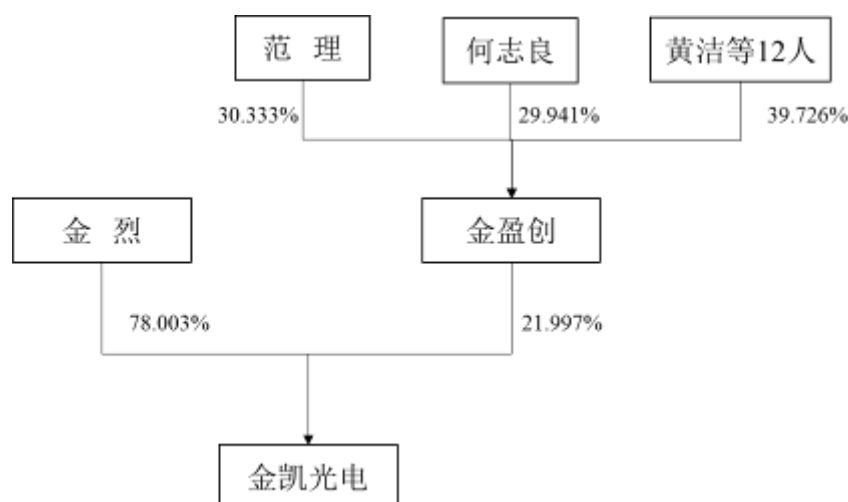 范 理
何志良
黄洁等12人
30.333%
29.941%
39.726%
金 烈
金盈创
78.003%
21.997%
金凯光电